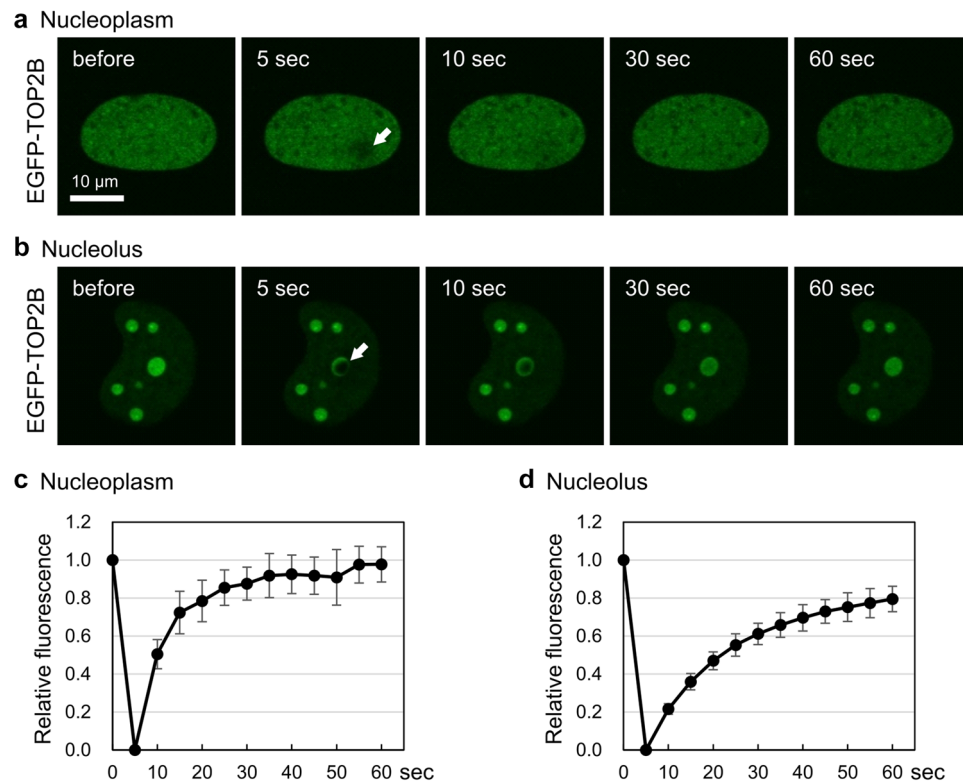 a Nucleoplasm
EGFP-TOP2B
before 5 sec 10 sec 30 sec 60 sec
10 µm
b Nucleolus
EGFP-TOP2B
before 5 sec 10 sec 30 sec 60 sec
c Nucleoplasm
Relative fluorescence
1.2
1.0
0.8
0.6
0.4
0.2
0.0
0 10 20 30 40 50 60 sec
d Nucleolus
Relative fluorescence
1.2
1.0
0.8
0.6
0.4
0.2
0.0
0 10 20 30 40 50 60 sec